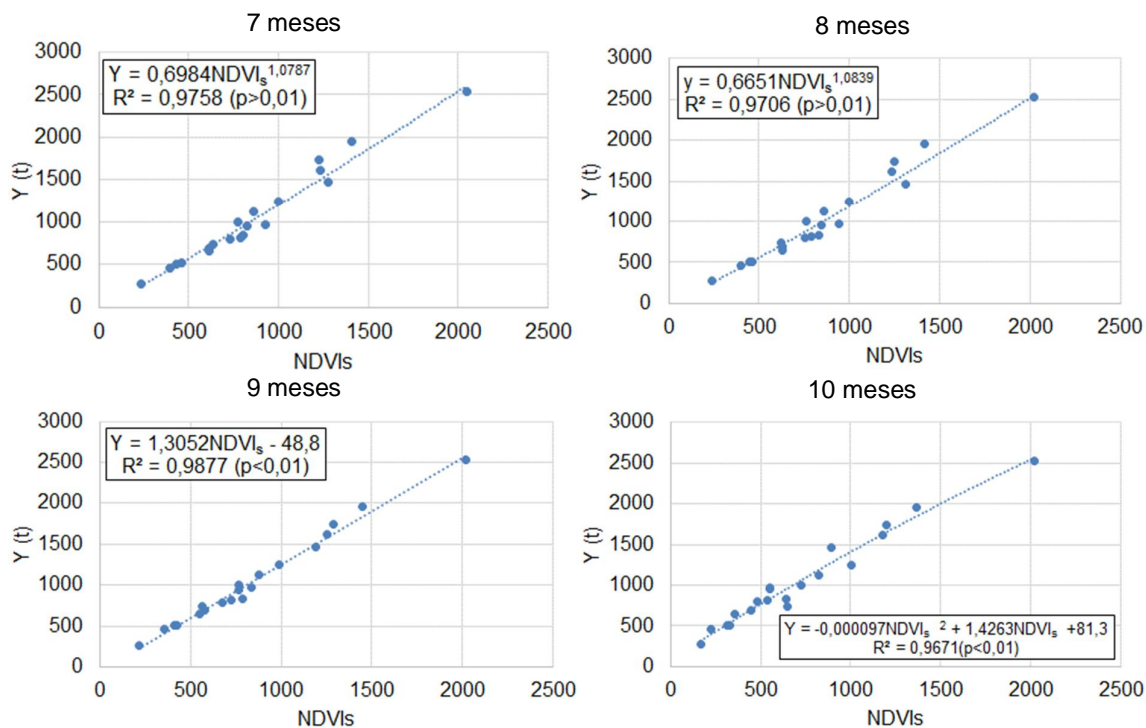 7 meses
3000
2500
2000
1500
1000
500
0
Y (t)
Y = 0,6984NDVIₛ^1,0787
R² = 0,9758 (p>0,01)
0 500 1000 1500 2000 2500
NDVIs
8 meses
3000
2500
2000
1500
1000
500
0
Y (t)
y = 0,6651NDVIₛ^1,0839
R² = 0,9706 (p>0,01)
0 500 1000 1500 2000 2500
NDVIs
9 meses
3000
2500
2000
1500
1000
500
0
Y (t)
Y = 1,3052NDVIₛ - 48,8
R² = 0,9877 (p<0,01)
0 500 1000 1500 2000 2500
NDVIs
10 meses
3000
2500
2000
1500
1000
500
0
Y (t)
Y = -0,000097NDVIₛ ² + 1,4263NDVIₛ +81,3
R² = 0,9671(p<0,01)
0 500 1000 1500 2000 2500
NDVIs